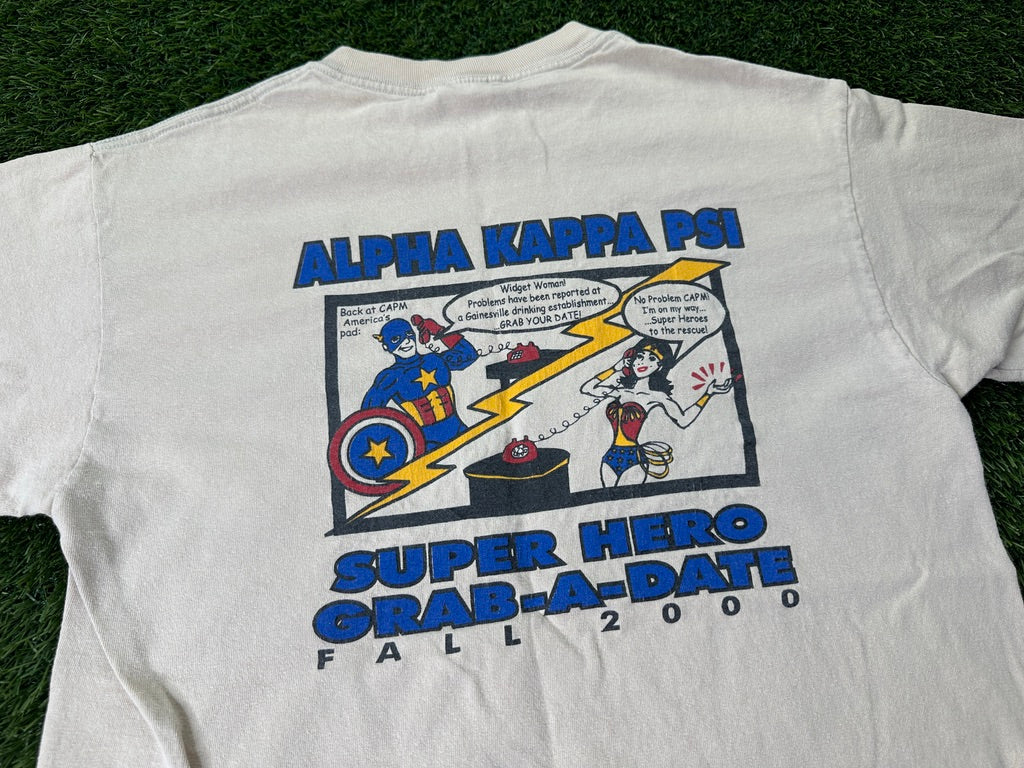 ALPHA KAPPA PSI
Back at CAPM
America's
pad:
Widget Woman!
Problems have been reported at
a Gainesville drinking establishment...
...GRAB YOUR DATE!
No Problem CAPM!
I'm on my way...
...Super Heroes
to the rescue!
SUPER HERO
GRAB-A-DATE
FALL 2000